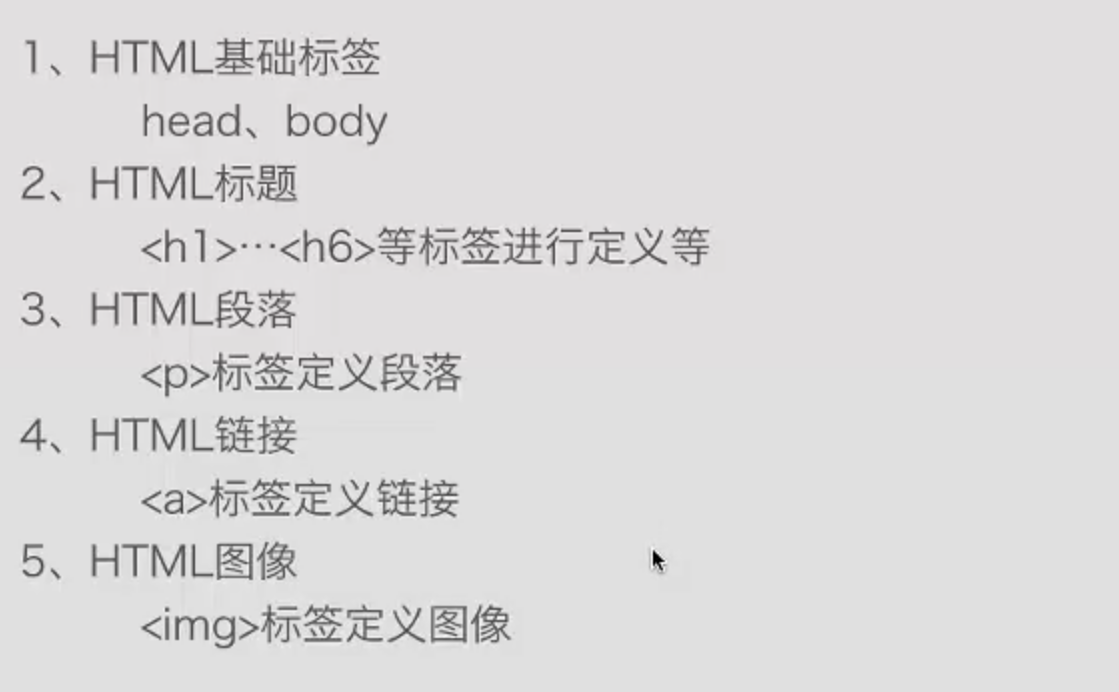 1、HTML基础标签
head、body
2、HTML标题
<h1>…<h6>等标签进行定义等
3、HTML段落
<p>标签定义段落
4、HTML链接
<a>标签定义链接
5、HTML图像
<img>标签定义图像